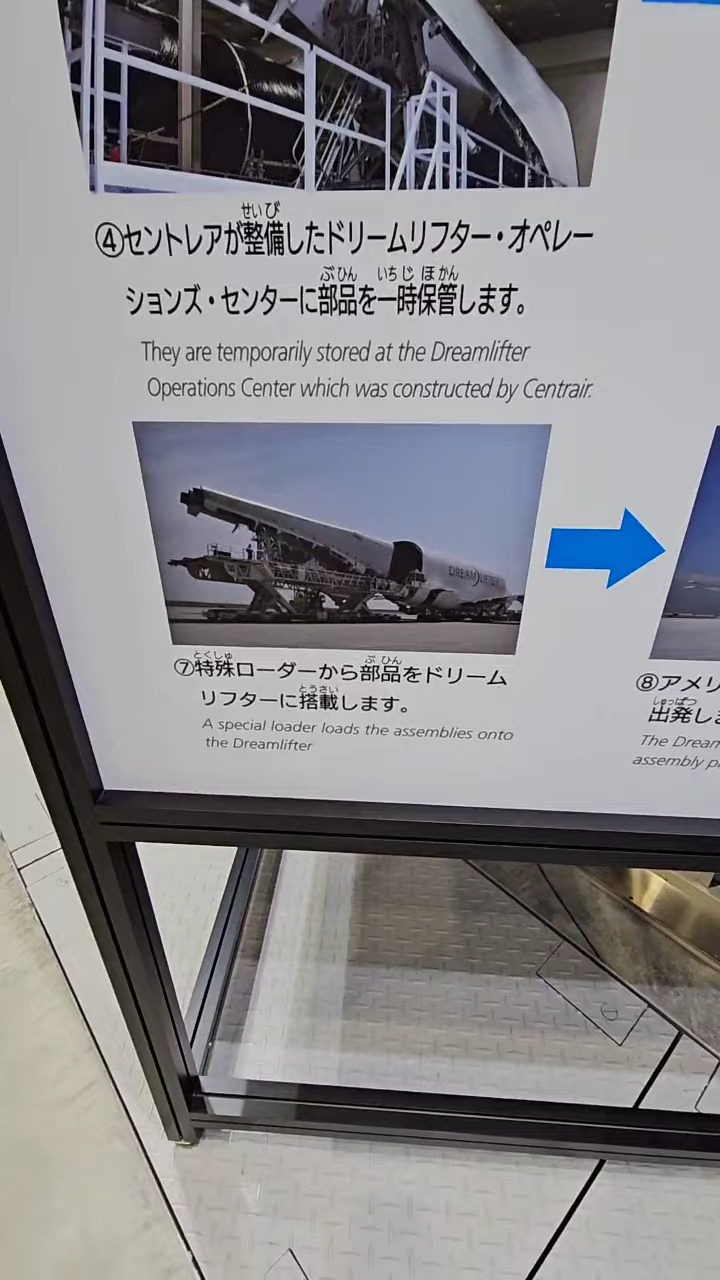 ④セントレアが整備したドリームリフター・オペレー
ションズ・センターに部品を一時保管します。
They are temporarily stored at the Dreamlifter
Operations Center which was constructed by Centrair.
DREAMLIFTER
⑦特殊ローダーから部品をドリーム
リフターに搭載します。
A special loader loads the assemblies onto
the Dreamlifter
⑧アメリ
出発し
The Dream
assembly